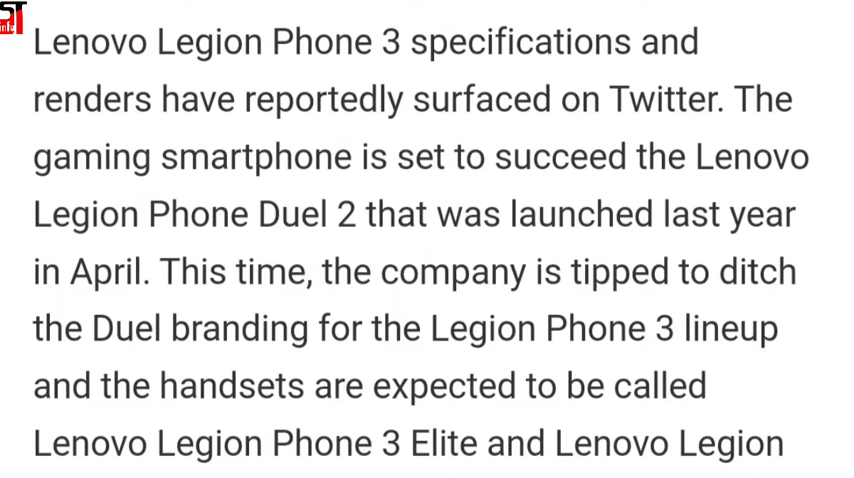 ST
info
Lenovo Legion Phone 3 specifications and
renders have reportedly surfaced on Twitter. The
gaming smartphone is set to succeed the Lenovo
Legion Phone Duel 2 that was launched last year
in April. This time, the company is tipped to ditch
the Duel branding for the Legion Phone 3 lineup
and the handsets are expected to be called
Lenovo Legion Phone 3 Elite and Lenovo Legion